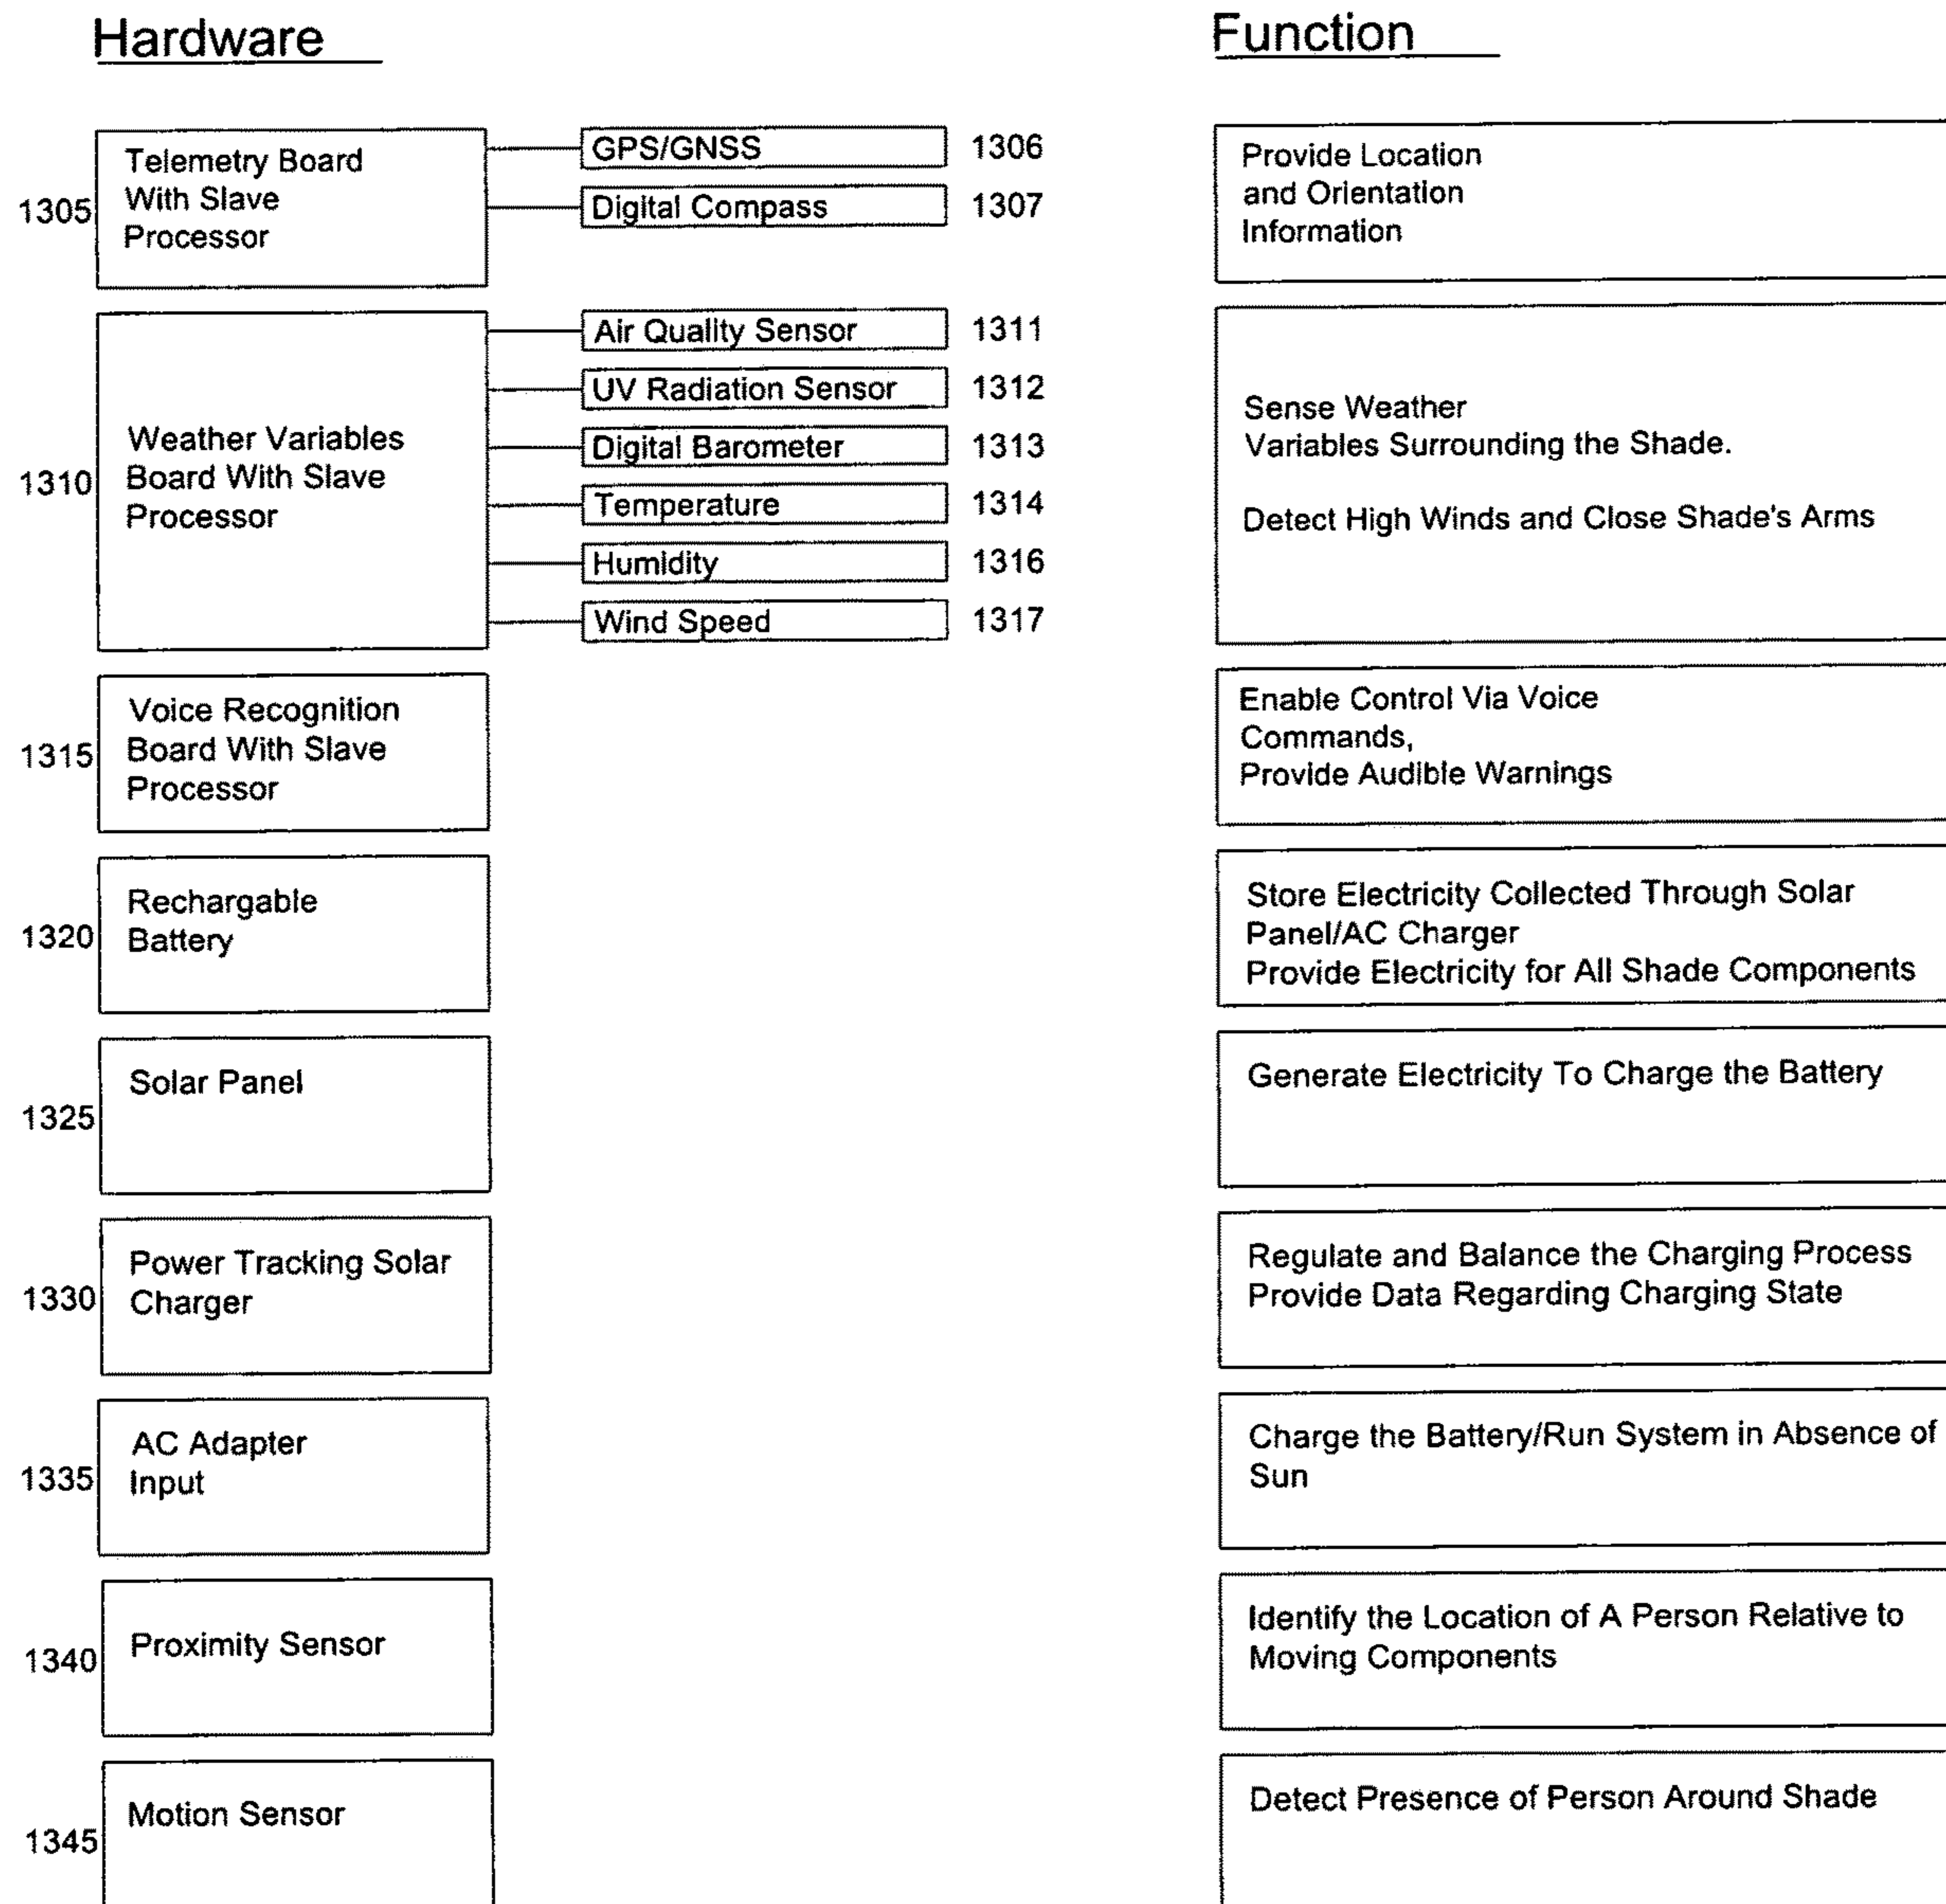 Hardware
Function
1305
Telemetry Board
With Slave
Processor
GPS/GNSS
1306
Digital Compass
1307
Provide Location
and Orientation
Information
1310
Weather Variables
Board With Slave
Processor
Air Quality Sensor
1311
UV Radiation Sensor
1312
Digital Barometer
1313
Temperature
1314
Humidity
1316
Wind Speed
1317
Sense Weather
Variables Surrounding the Shade.
Detect High Winds and Close Shade's Arms
1315
Voice Recognition
Board With Slave
Processor
Enable Control Via Voice
Commands,
Provide Audible Warnings
1320
Rechargable
Battery
Store Electricity Collected Through Solar
Panel/AC Charger
Provide Electricity for All Shade Components
1325
Solar Panel
Generate Electricity To Charge the Battery
1330
Power Tracking Solar
Charger
Regulate and Balance the Charging Process
Provide Data Regarding Charging State
1335
AC Adapter
Input
Charge the Battery/Run System in Absence of
Sun
1340
Proximity Sensor
Identify the Location of A Person Relative to
Moving Components
1345
Motion Sensor
Detect Presence of Person Around Shade